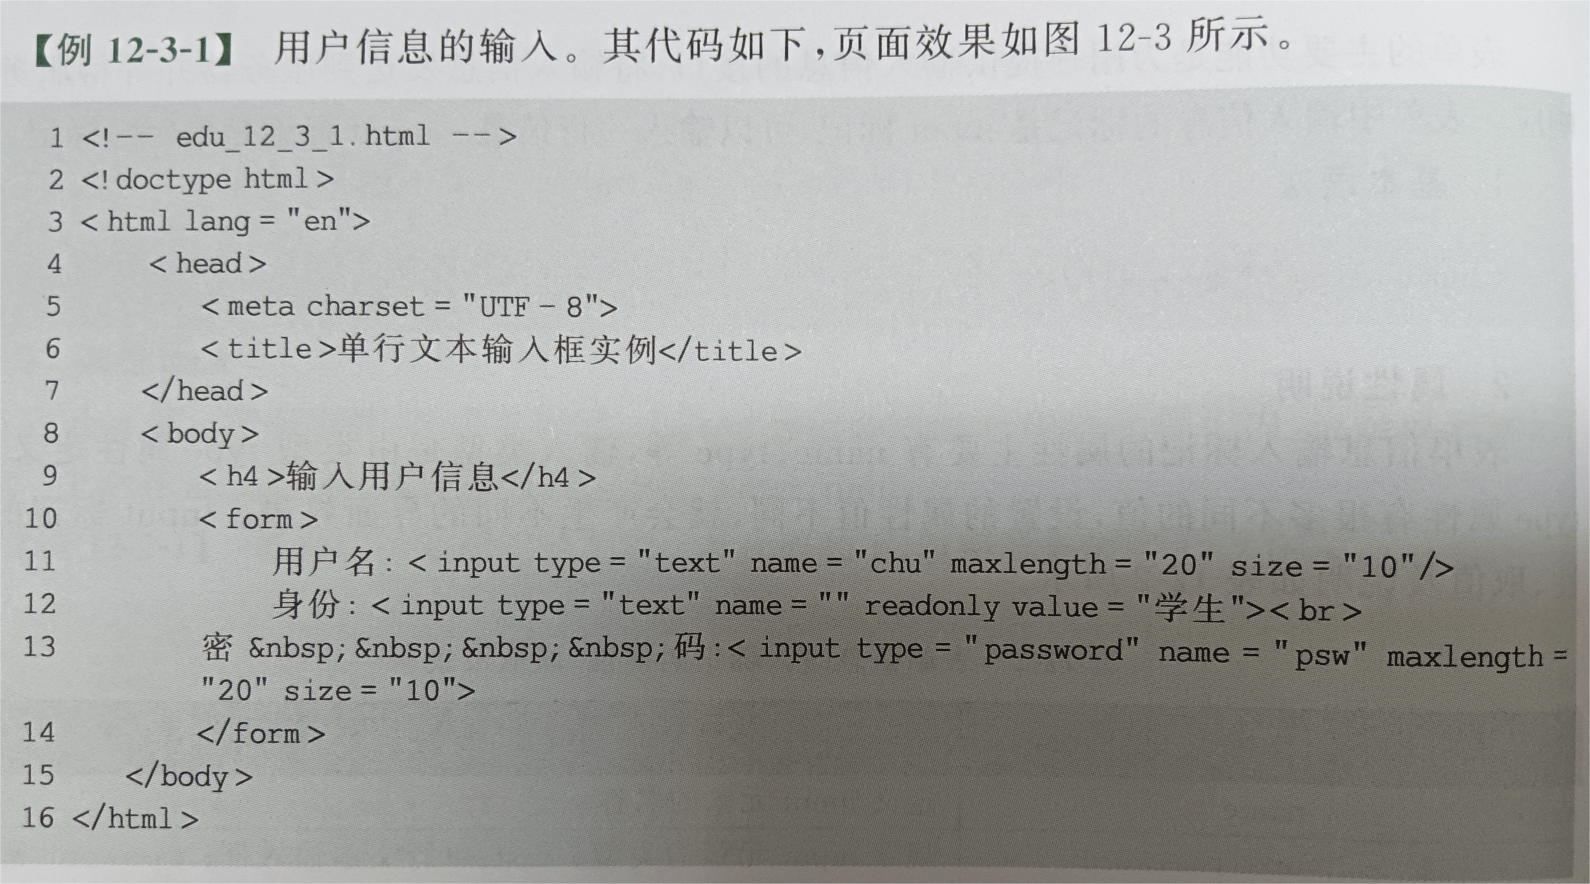 【例 12-3-1】 用户信息的输入。其代码如下,页面效果如图 12-3 所示。
1 <!-- edu_12_3_1.html -->
2 <!doctype html>
3 <html lang = "en">
4 <head>
5 <meta charset = "UTF-8">
6 <title>单行文本输入框实例</title>
7 </head>
8 <body>
9 <h4>输入用户信息</h4>
10 <form>
11 用户名: <input type = "text" name = "chu" maxlength = "20" size = "10"/>
12 身份: <input type = "text" name = "" readonly value = "学生"><br>
13 密 &nbsp;&nbsp;&nbsp;&nbsp;码:<input type = "password" name = "psw" maxlength =
"20" size = "10">
14 </form>
15 </body>
16 </html>